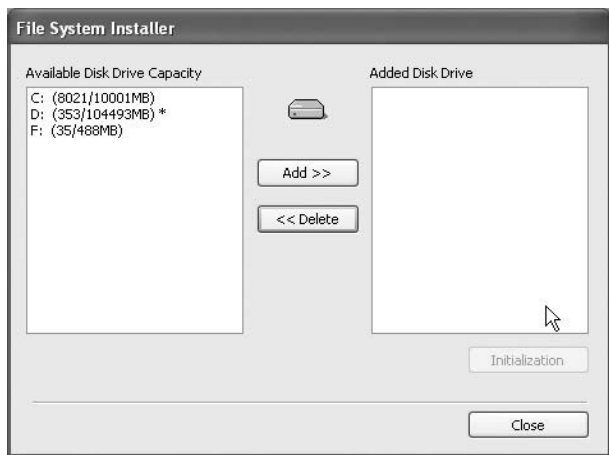 File System Installer
Available Disk Drive Capacity
Added Disk Drive
C: (8021/10001MB)
D: (353/104493MB) *
F: (35/488MB)
Add >>
<< Delete
Initialization
Close